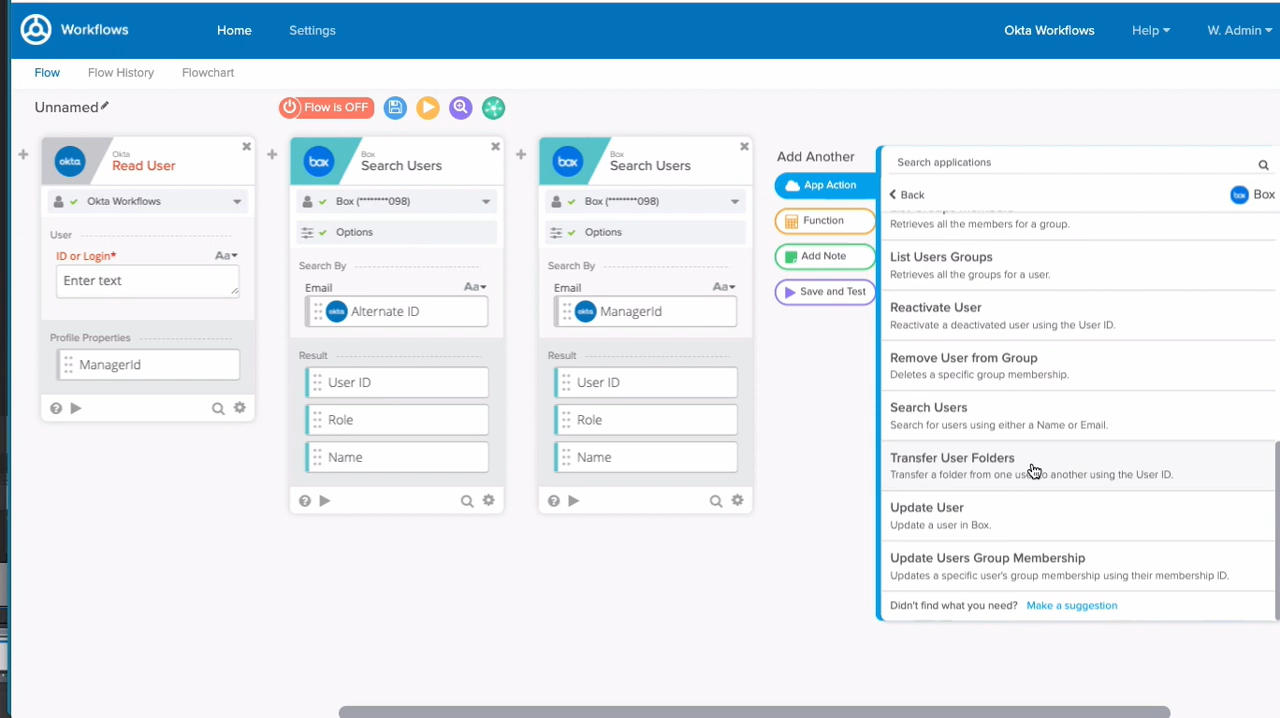 Workflows
Home
Settings
Okta Workflows
Help
W. Admin
Flow
Flow History
Flowchart
Unnamed
Flow is OFF
okta
Okta
Read User
Okta Workflows
User
ID or Login*
Aa
Enter text
Profile Properties
ManagerId
box
Box
Search Users
Box (********098)
Options
Search By
Email
Aa
okta
Alternate ID
Result
User ID
Role
Name
box
Box
Search Users
Box (********098)
Options
Search By
Email
Aa
okta
ManagerId
Result
User ID
Role
Name
Add Another
App Action
Function
Add Note
Save and Test
Search applications
Back
box
Box
Retrieves all the members for a group.
List Users Groups
Retrieves all the groups for a user.
Reactivate User
Reactivate a deactivated user using the User ID.
Remove User from Group
Deletes a specific group membership.
Search Users
Search for users using either a Name or Email.
Transfer User Folders
Transfer a folder from one another using the User ID.
Update User
Update a user in Box.
Update Users Group Membership
Updates a specific user's group membership using their membership ID.
Didn't find what you need? Make a suggestion